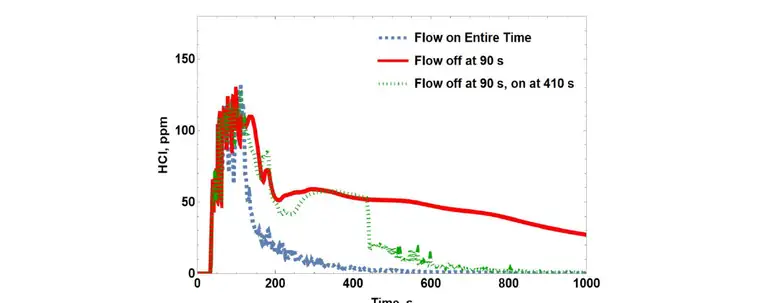 Flow on Entire Time
Flow off at 90 s
Flow off at 90 s, on at 410 s
150
100
50
0
HCl, ppm
0 200 400 600 800 1000
Time, s